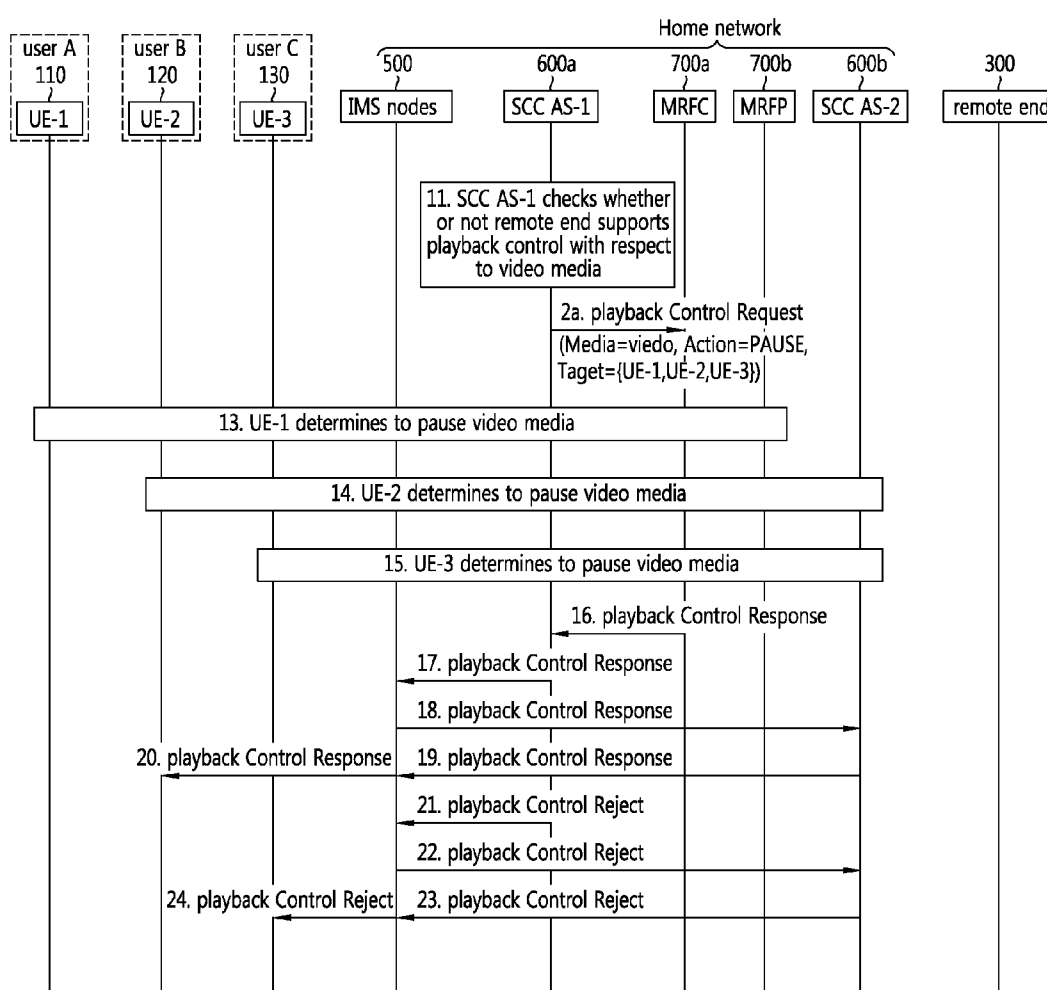 Home network
user A
user B
user C
110
120
130
500
600a
700a
700b
600b
300
UE-1
UE-2
UE-3
IMS nodes
SCC AS-1
MRFC
MRFP
SCC AS-2
remote end
11. SCC AS-1 checks whether
or not remote end supports
playback control with respect
to video media
2a. playback Control Request
(Media=viedo, Action=PAUSE,
Taget={UE-1,UE-2,UE-3})
13. UE-1 determines to pause video media
14. UE-2 determines to pause video media
15. UE-3 determines to pause video media
16. playback Control Response
17. playback Control Response
18. playback Control Response
20. playback Control Response
19. playback Control Response
21. playback Control Reject
22. playback Control Reject
24. playback Control Reject
23. playback Control Reject